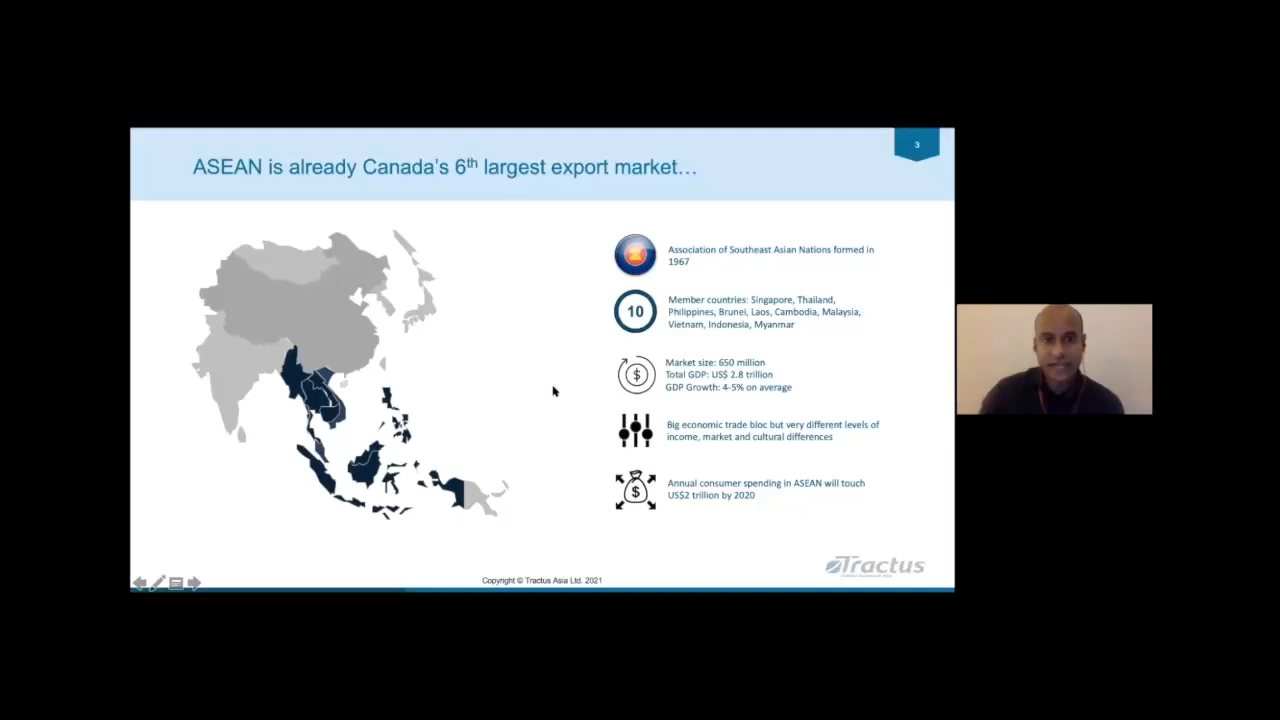 3
ASEAN is already Canada's 6th largest export market…
Association of Southeast Asian Nations formed in
1967
10
Member countries: Singapore, Thailand,
Philippines, Brunei, Laos, Cambodia, Malaysia,
Vietnam, Indonesia, Myanmar
$
Market size: 650 million
Total GDP: US$ 2.8 trillion
GDP Growth: 4-5% on average
Big economic trade bloc but very different levels of
income, market and cultural differences
$
Annual consumer spending in ASEAN will touch
US$2 trillion by 2020
Tractus
Copyright © Tractus Asia Ltd. 2021